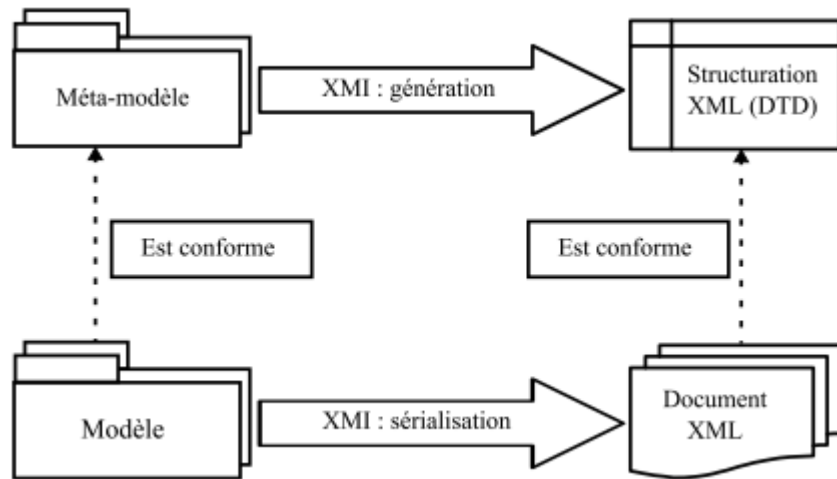 Méta-modèle
XMI : génération
Structuration
XML (DTD)
Est conforme
Est conforme
Modèle
XMI : sérialisation
Document
XML